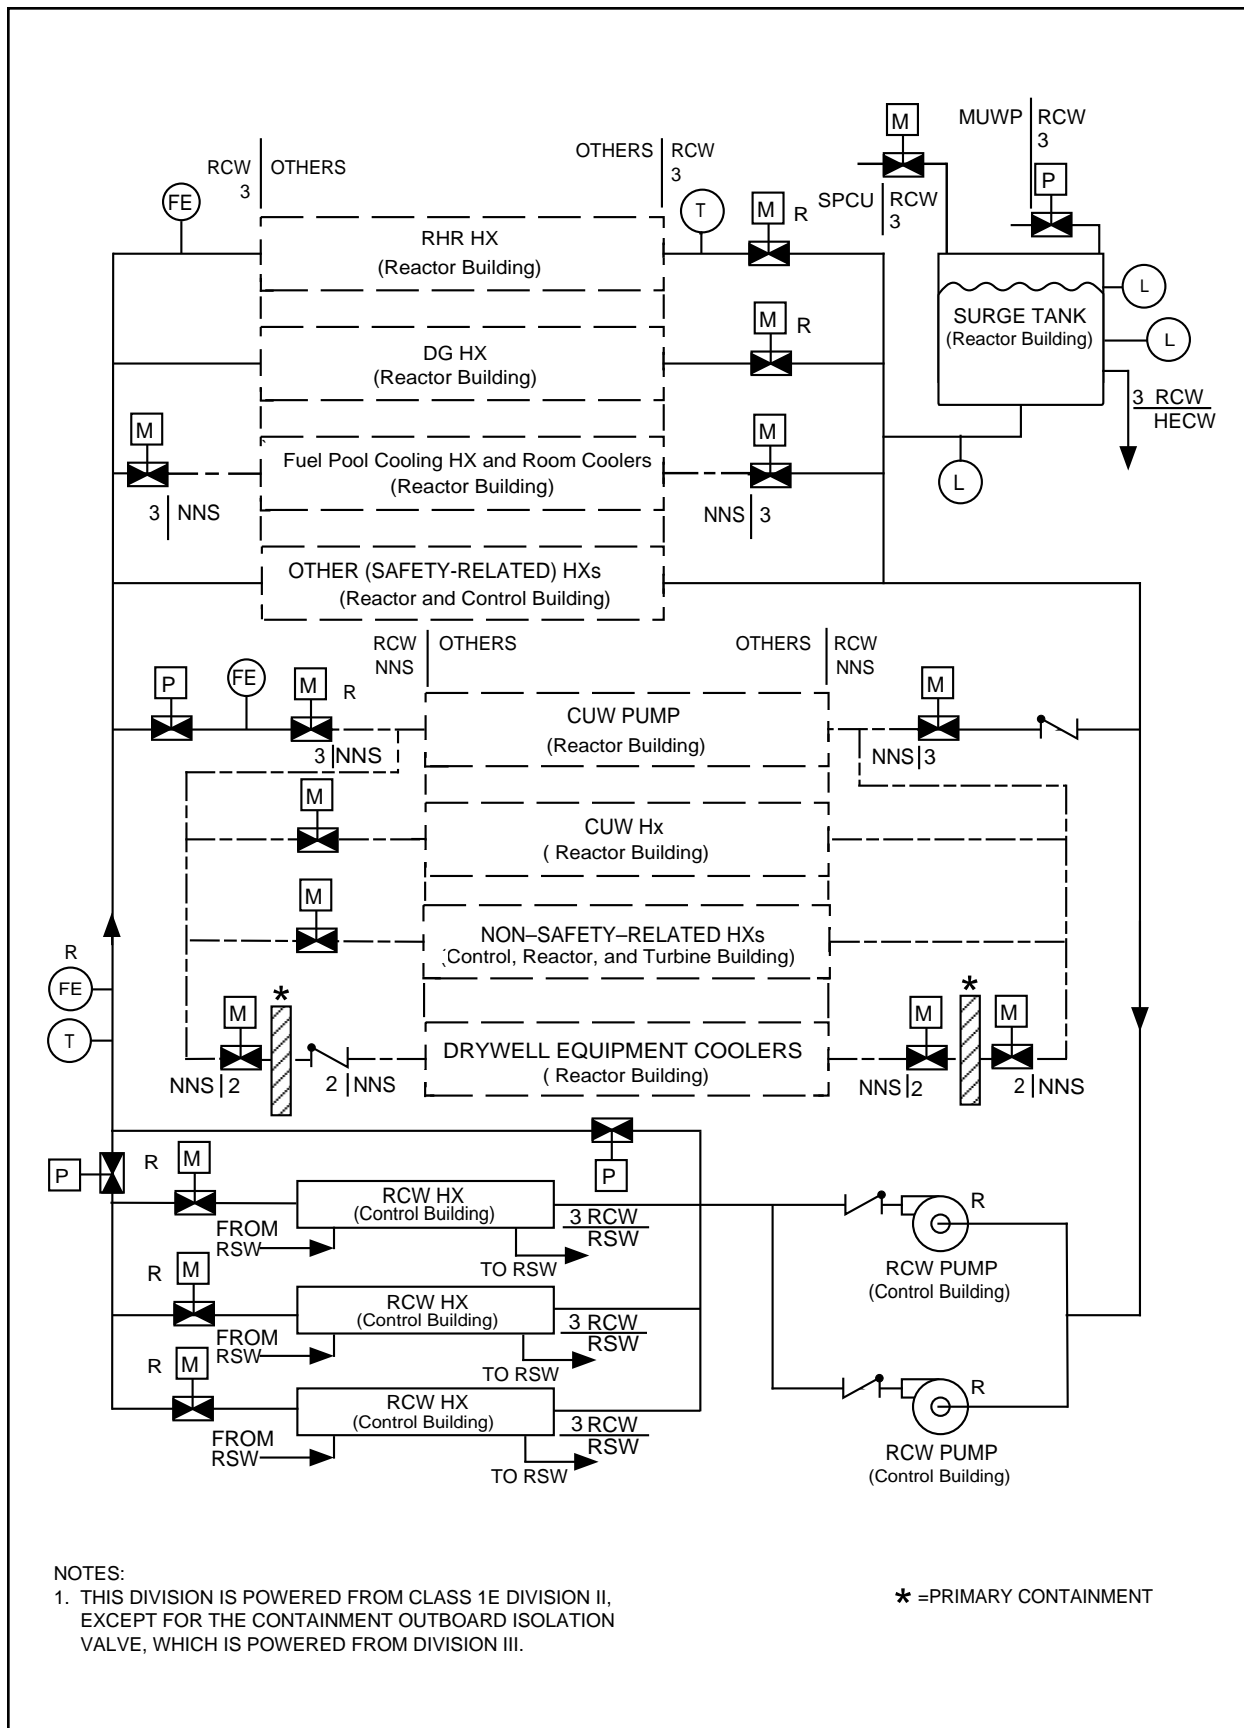 M
MUWP
RCW
3
OTHERS
RCW
3
RCW
3
OTHERS
P
SPCU
RCW
3
FE
T
M
R
RHR HX
(Reactor Building)
L
SURGE TANK
(Reactor Building)
L
M
R
DG HX
(Reactor Building)
3 RCW
HECW
M
M
Fuel Pool Cooling HX and Room Coolers
(Reactor Building)
L
3
NNS
NNS
3
OTHER (SAFETY-RELATED) HXs
(Reactor and Control Building)
RCW
NNS
OTHERS
OTHERS
RCW
NNS
P
FE
M
R
M
CUW PUMP
(Reactor Building)
3
NNS
NNS
3
M
CUW Hx
( Reactor Building)
M
NON–SAFETY–RELATED HXs
(Control, Reactor, and Turbine Building)
R
FE
T
*
*
M
M
M
DRYWELL EQUIPMENT COOLERS
( Reactor Building)
NNS
2
2
NNS
NNS
2
2
NNS
P
P
R
M
RCW HX
(Control Building)
3 RCW
RSW
FROM
RSW
TO RSW
R
RCW PUMP
(Control Building)
R
M
RCW HX
(Control Building)
3 RCW
RSW
FROM
RSW
TO RSW
R
M
RCW HX
(Control Building)
3 RCW
RSW
FROM
RSW
TO RSW
R
RCW PUMP
(Control Building)
NOTES:
1. THIS DIVISION IS POWERED FROM CLASS 1E DIVISION II,
EXCEPT FOR THE CONTAINMENT OUTBOARD ISOLATION
VALVE, WHICH IS POWERED FROM DIVISION III.
* =PRIMARY CONTAINMENT